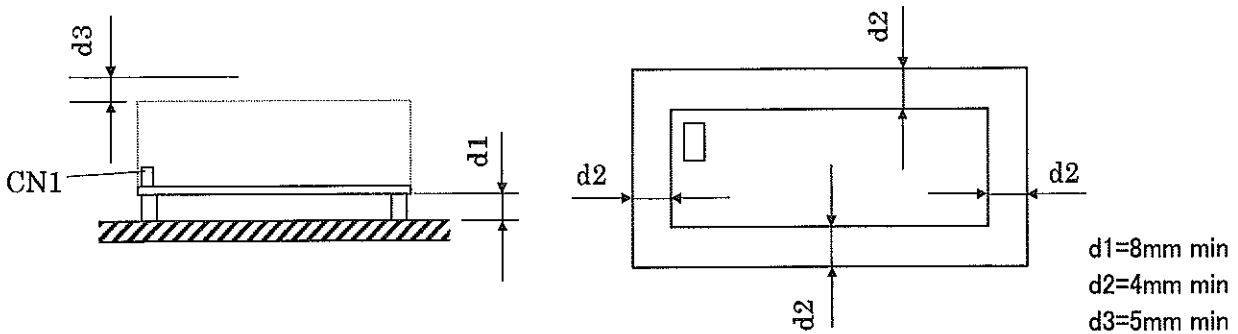 d3
CN1
d1
d2
d2
d2
d2
d1=8mm min
d2=4mm min
d3=5mm min